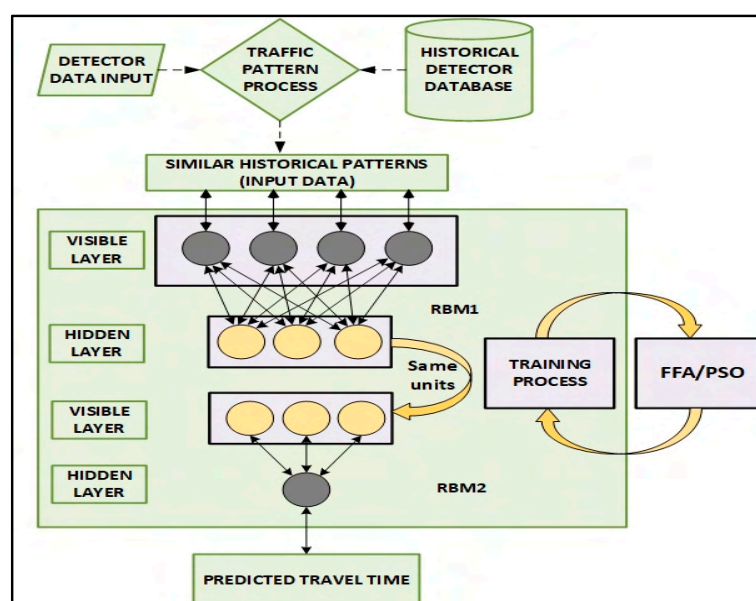 DETECTOR
DATA INPUT
TRAFFIC
PATTERN
PROCESS
HISTORICAL
DETECTOR
DATABASE
SIMILAR HISTORICAL PATTERNS
(INPUT DATA)
VISIBLE
LAYER
RBM1
HIDDEN
LAYER
Same
units
TRAINING
PROCESS
FFA/PSO
VISIBLE
LAYER
HIDDEN
LAYER
RBM2
PREDICTED TRAVEL TIME